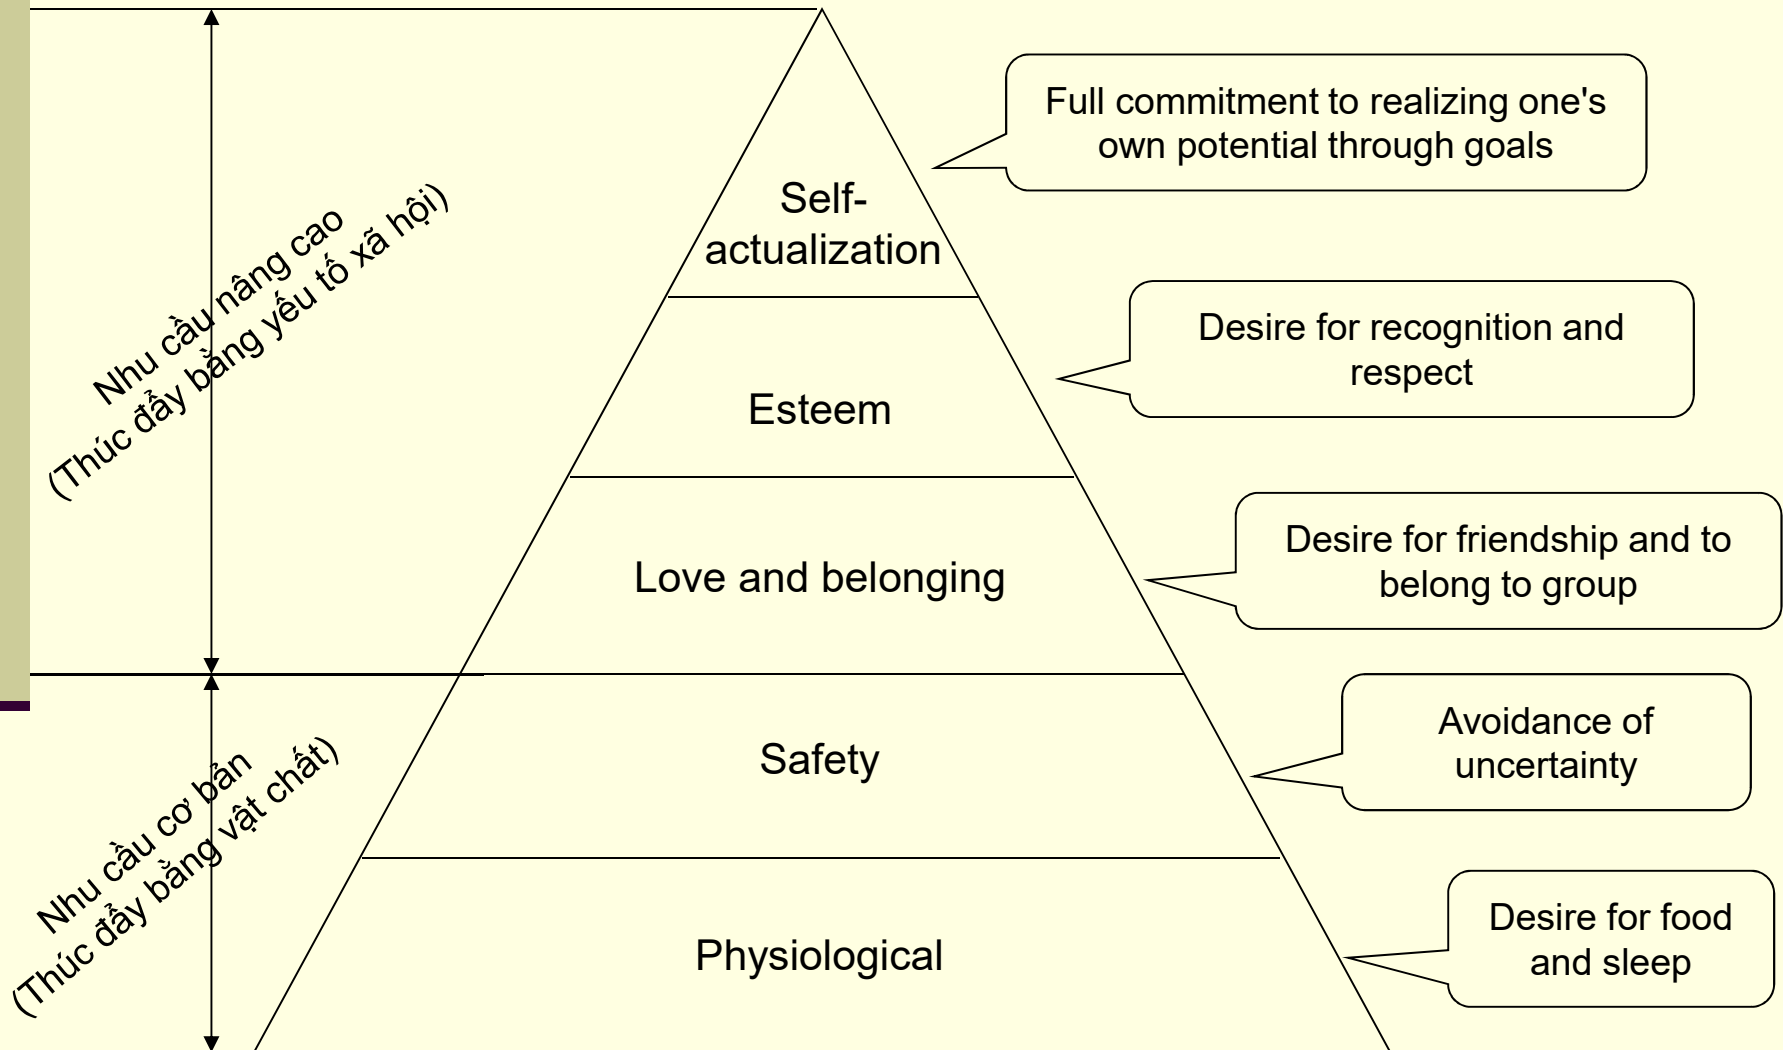 Full commitment to realizing one's
own potential through goals
Self-
actualization
Nhu cầu nâng cao
(Thúc đẩy bằng yếu tố xã hội)
Desire for recognition and
respect
Esteem
Desire for friendship and to
belong to group
Love and belonging
Avoidance of
uncertainty
Safety
Nhu cầu cơ bản
(Thúc đẩy bằng vật chất)
Desire for food
and sleep
Physiological